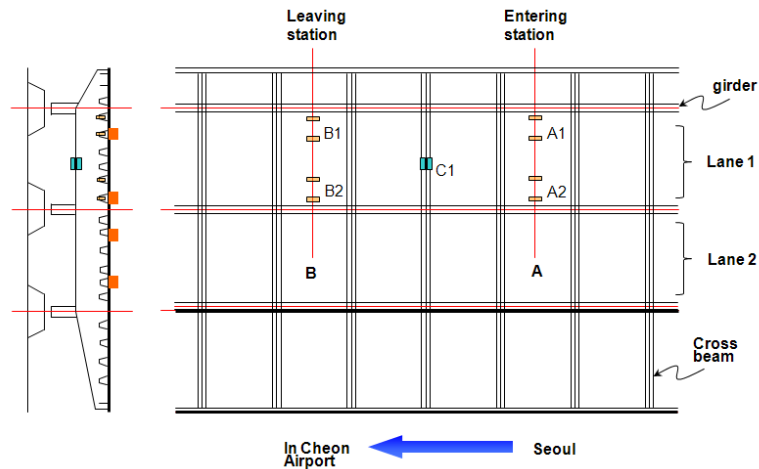 Leaving
station
Entering
station
girder
B1
A1
C1
Lane 1
B2
A2
B
A
Lane 2
Cross
beam
In Cheon
Airport
Seoul